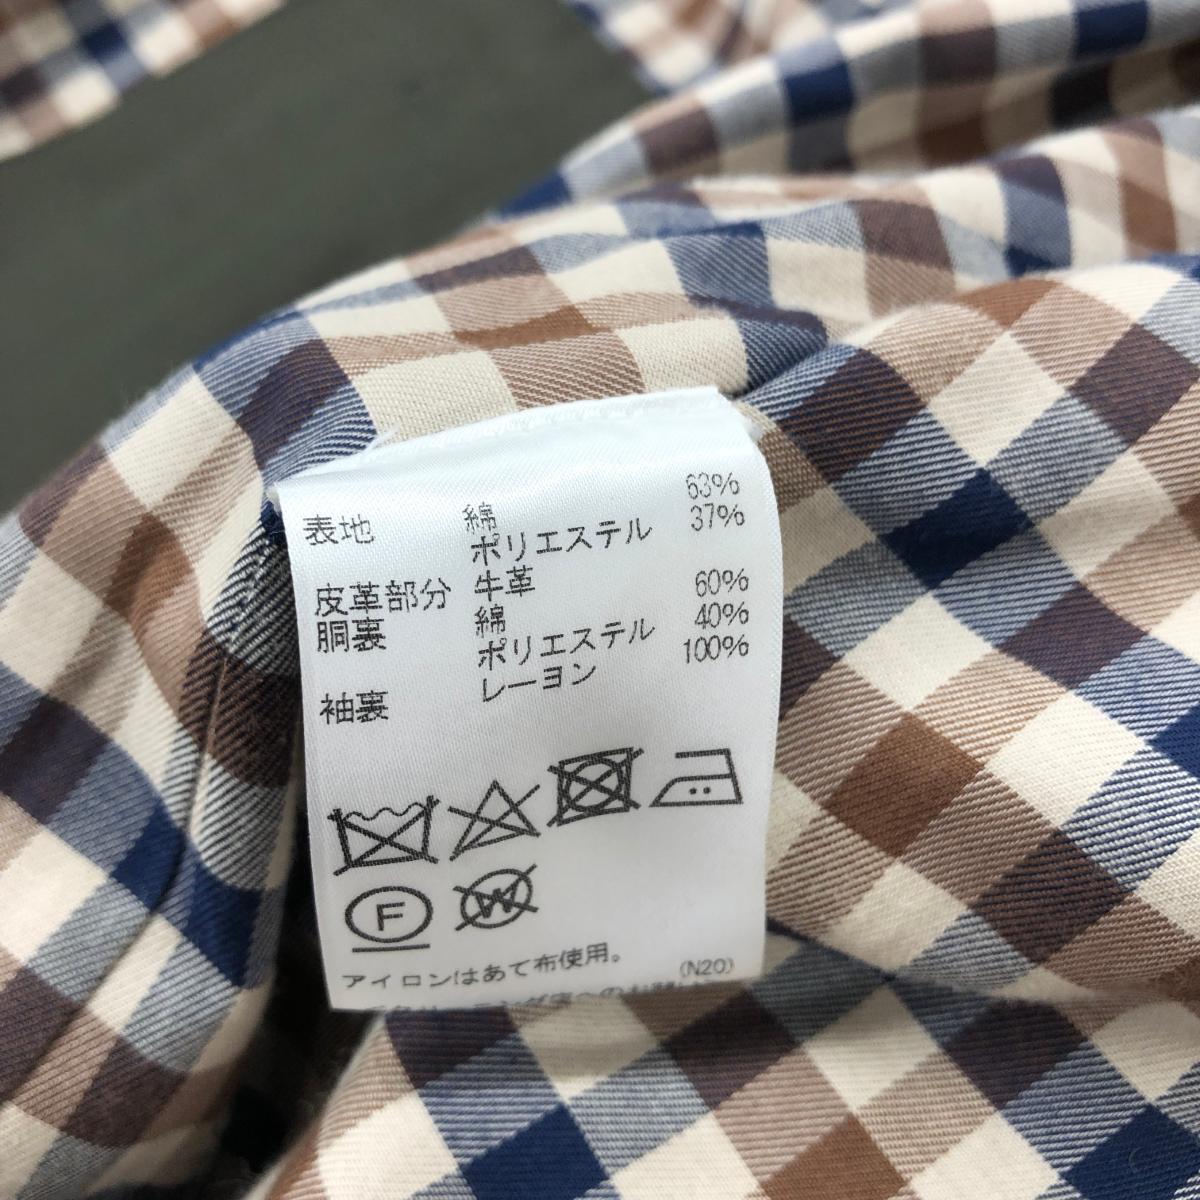 表地 綿 63%
ポリエステル 37%
皮革部分 牛革
胴裏 綿 60%
ポリエステル 40%
袖裏 レーヨン 100%
F W
アイロンはあて布使用。 (N20)